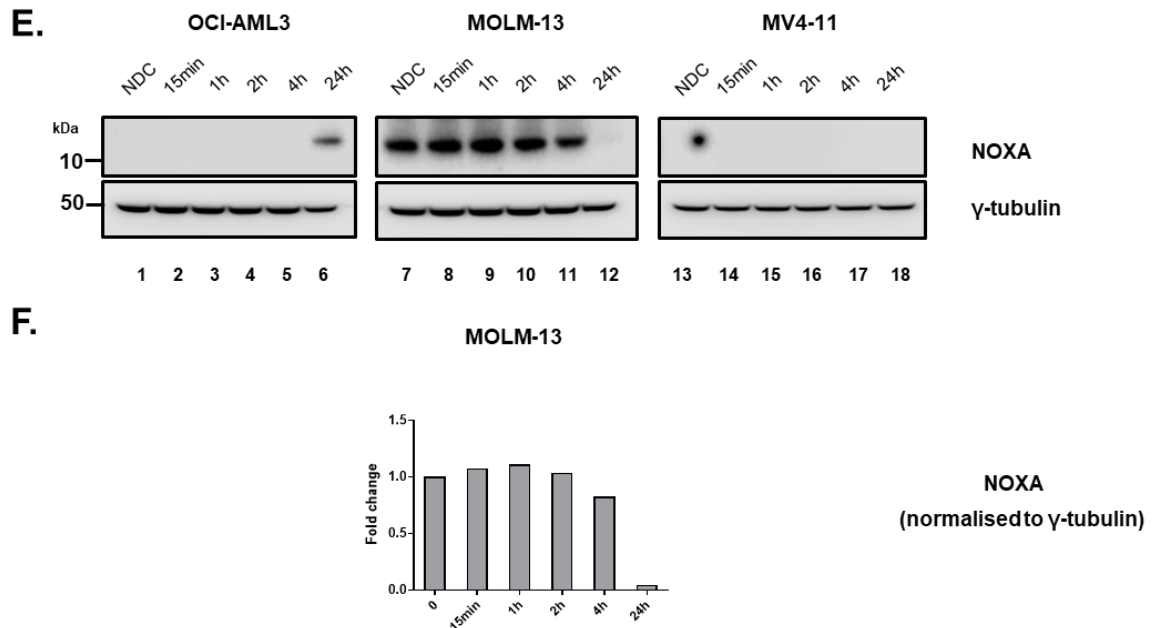 E.
OCI-AML3 MOLM-13 MV4-11
NDC 15min 1h 2h 4h 24h NDC 15min 1h 2h 4h 24h NDC 15min 1h 2h 4h 24h
kDa
10 NOXA
50 γ-tubulin
1 2 3 4 5 6 7 8 9 10 11 12 13 14 15 16 17 18
F.
MOLM-13
1.5
1.0
0.5
0.0
Fold change
0 15min 1h 2h 4h 24h
NOXA
(normalised to γ-tubulin)